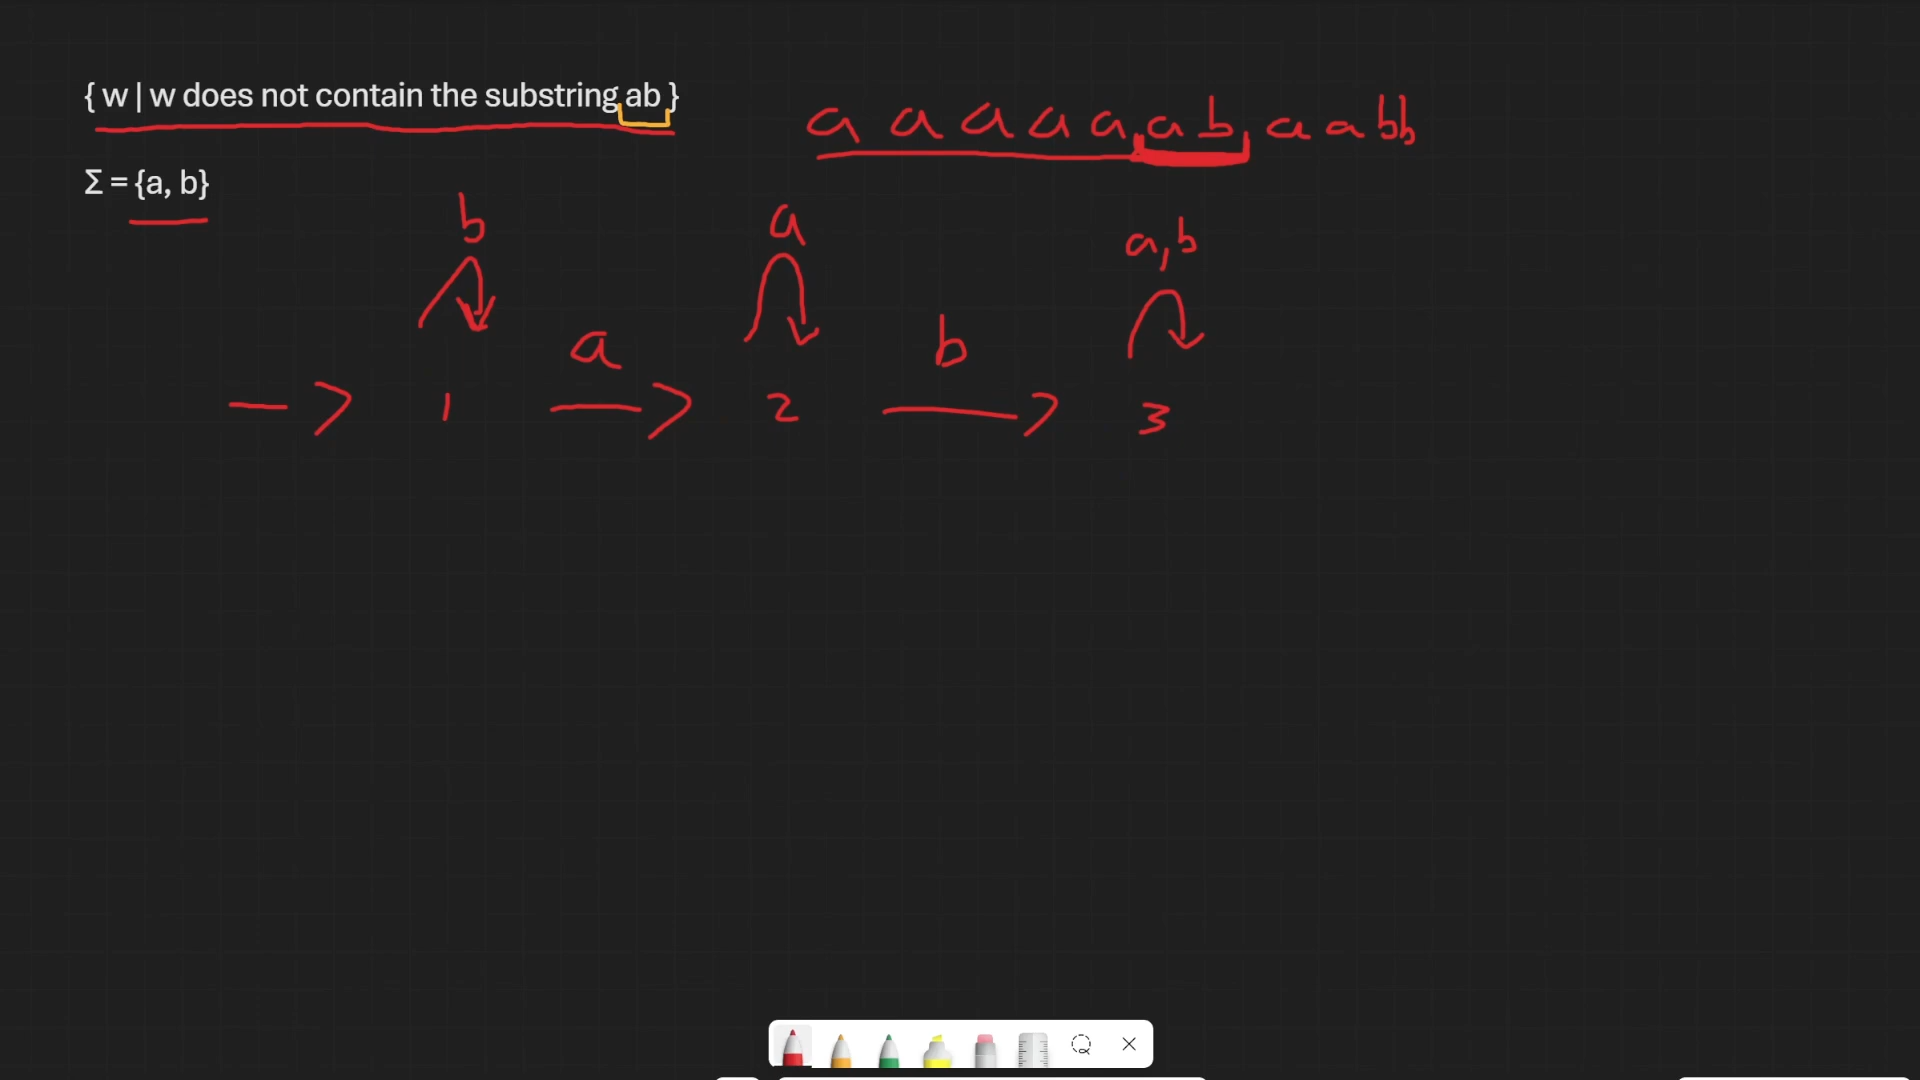 { w | w does not contain the substring ab }
a a a a a, a b, a a b b
Σ = {a, b}
b a a,b
a b
1 2 3